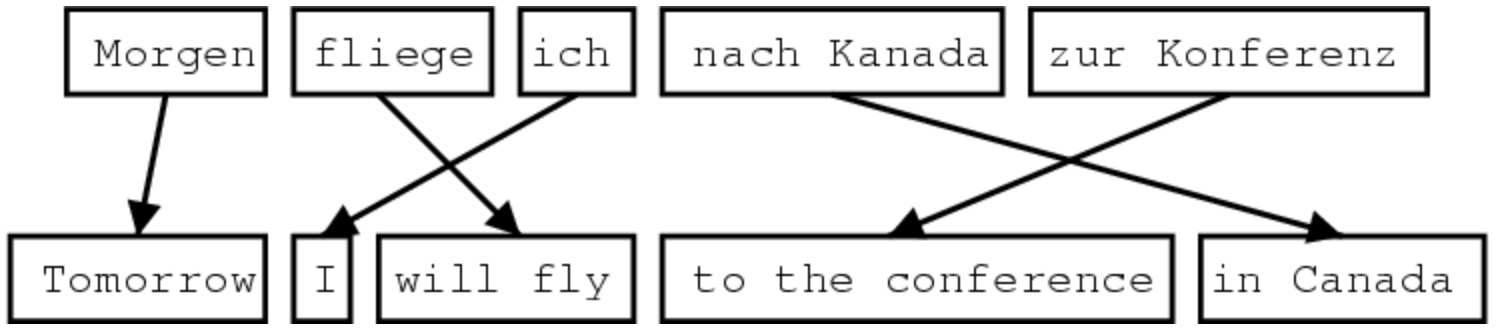 Morgen fliege ich nach Kanada zur Konferenz
Tomorrow I will fly to the conference in Canada